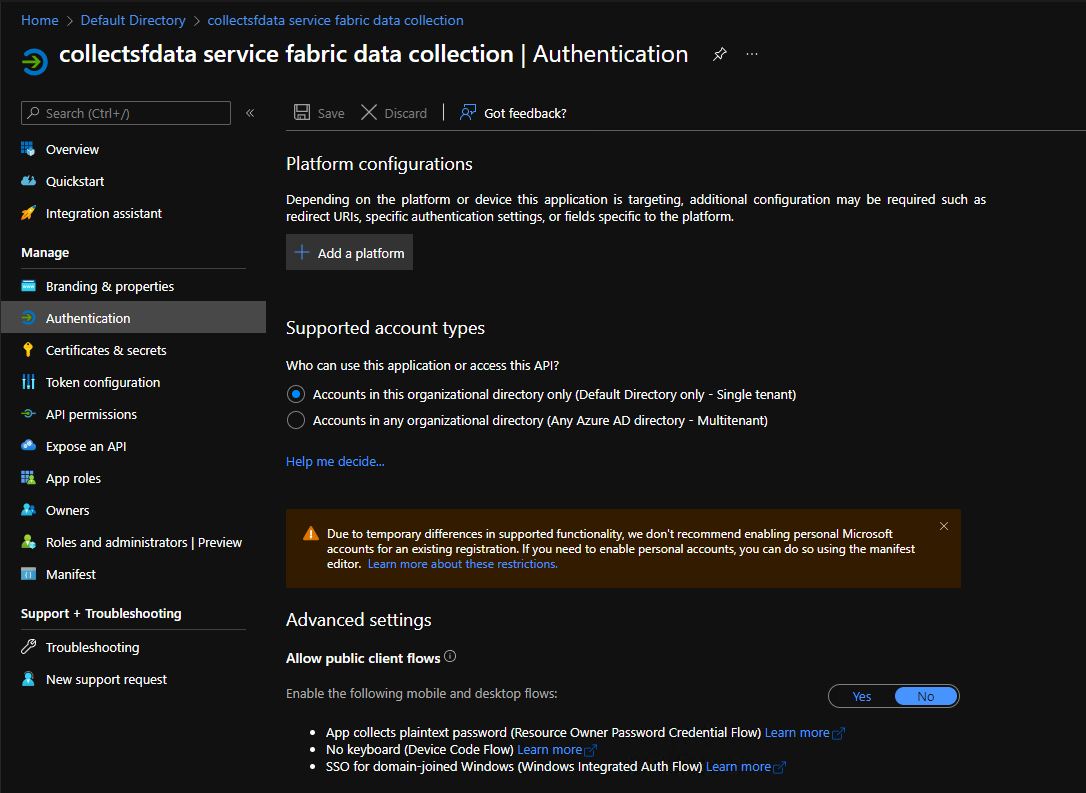 Home > Default Directory > collectsfdata service fabric data collection
collectsfdata service fabric data collection | Authentication
Search (Ctrl+/)
Overview
Quickstart
Integration assistant
Manage
Branding & properties
Authentication
Certificates & secrets
Token configuration
API permissions
Expose an API
App roles
Owners
Roles and administrators | Preview
Manifest
Support + Troubleshooting
Troubleshooting
New support request
Save Discard Got feedback?
Platform configurations
Depending on the platform or device this application is targeting, additional configuration may be required such as
redirect URIs, specific authentication settings, or fields specific to the platform.
Add a platform
Supported account types
Who can use this application or access this API?
Accounts in this organizational directory only (Default Directory only - Single tenant)
Accounts in any organizational directory (Any Azure AD directory - Multitenant)
Help me decide...
Due to temporary differences in supported functionality, we don't recommend enabling personal Microsoft
accounts for an existing registration. If you need to enable personal accounts, you can do so using the manifest
editor. Learn more about these restrictions.
Advanced settings
Allow public client flows
Enable the following mobile and desktop flows:
Yes No
• App collects plaintext password (Resource Owner Password Credential Flow) Learn more
• No keyboard (Device Code Flow) Learn more
• SSO for domain-joined Windows (Windows Integrated Auth Flow) Learn more